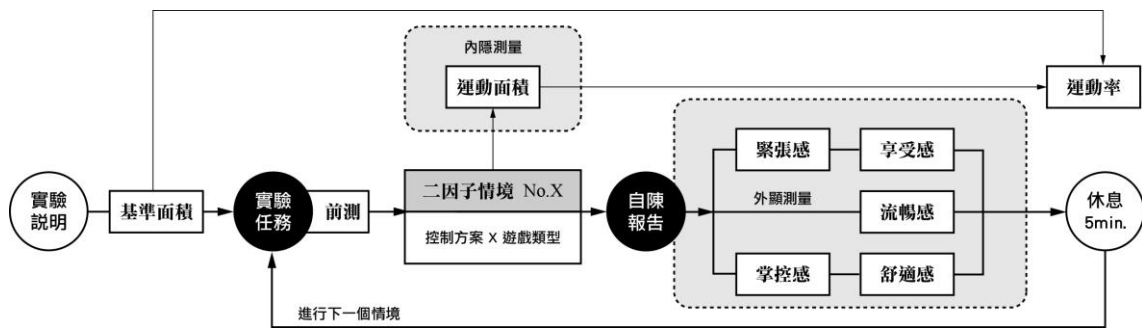 內隱測量
運動面積
運動率
緊張感
享受感
實驗
説明
基準面積
實驗
任務
前測
二因子情境 No.X
控制方案 X 遊戲類型
自陳
報告
外顯測量
流暢感
休息
5min.
掌控感
舒適感
進行下一個情境